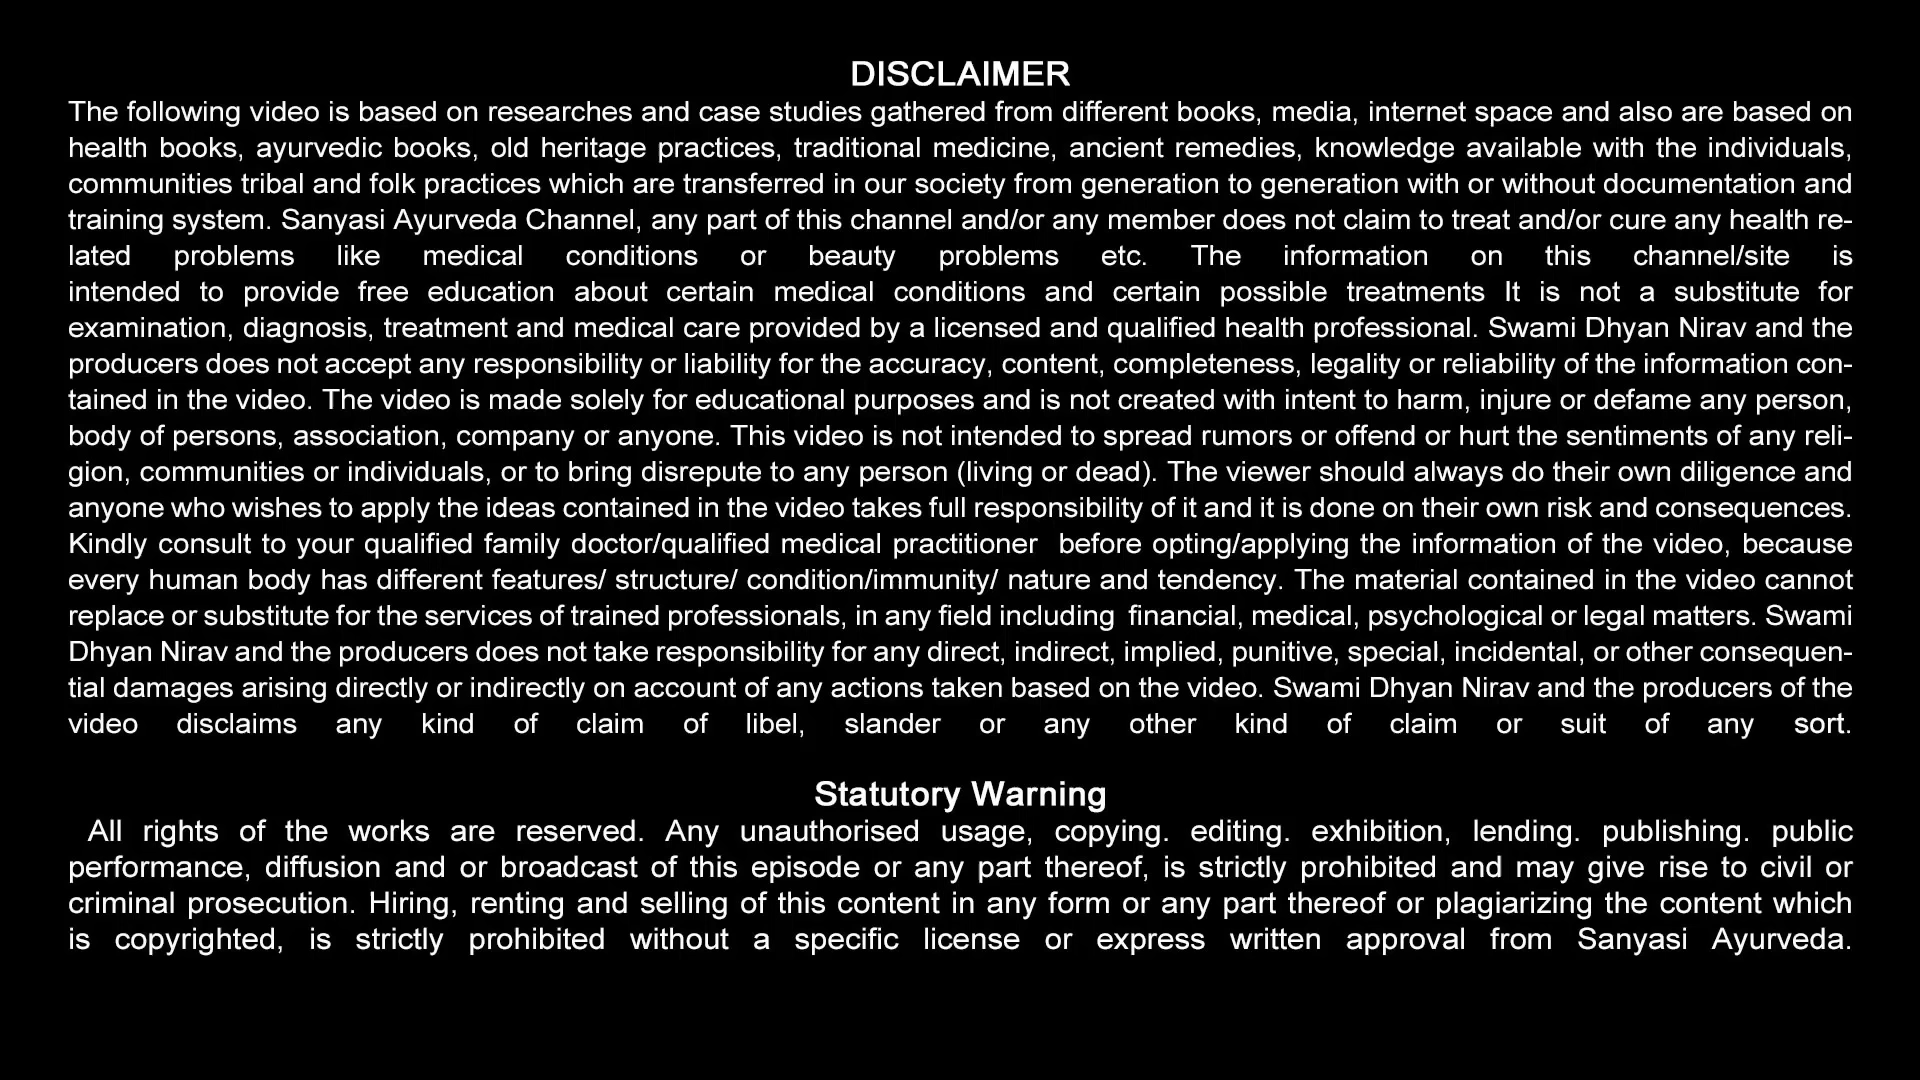 DISCLAIMER
The following video is based on researches and case studies gathered from different books, media, internet space and also are based on
health books, ayurvedic books, old heritage practices, traditional medicine, ancient remedies, knowledge available with the individuals,
communities tribal and folk practices which are transferred in our society from generation to generation with or without documentation and
training system. Sanyasi Ayurveda Channel, any part of this channel and/or any member does not claim to treat and/or cure any health re-
lated problems like medical conditions or beauty problems etc. The information on this channel/site is
intended to provide free education about certain medical conditions and certain possible treatments It is not a substitute for
examination, diagnosis, treatment and medical care provided by a licensed and qualified health professional. Swami Dhyan Nirav and the
producers does not accept any responsibility or liability for the accuracy, content, completeness, legality or reliability of the information con-
tained in the video. The video is made solely for educational purposes and is not created with intent to harm, injure or defame any person,
body of persons, association, company or anyone. This video is not intended to spread rumors or offend or hurt the sentiments of any reli-
gion, communities or individuals, or to bring disrepute to any person (living or dead). The viewer should always do their own diligence and
anyone who wishes to apply the ideas contained in the video takes full responsibility of it and it is done on their own risk and consequences.
Kindly consult to your qualified family doctor/qualified medical practitioner before opting/applying the information of the video, because
every human body has different features/ structure/ condition/immunity/ nature and tendency. The material contained in the video cannot
replace or substitute for the services of trained professionals, in any field including financial, medical, psychological or legal matters. Swami
Dhyan Nirav and the producers does not take responsibility for any direct, indirect, implied, punitive, special, incidental, or other consequen-
tial damages arising directly or indirectly on account of any actions taken based on the video. Swami Dhyan Nirav and the producers of the
video disclaims any kind of claim of libel, slander or any other kind of claim or suit of any sort.
Statutory Warning
All rights of the works are reserved. Any unauthorised usage, copying. editing. exhibition, lending. publishing. public
performance, diffusion and or broadcast of this episode or any part thereof, is strictly prohibited and may give rise to civil or
criminal prosecution. Hiring, renting and selling of this content in any form or any part thereof or plagiarizing the content which
is copyrighted, is strictly prohibited without a specific license or express written approval from Sanyasi Ayurveda.